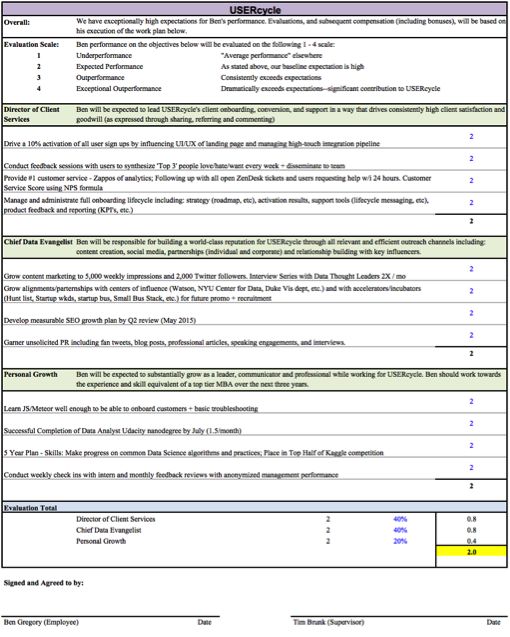 USERcycle
Overall: We have exceptionally high expectations for Ben's performance. Evaluations, and subsequent compensation (including bonuses), will be based on
his execution of the work plan below.
Evaluation Scale: Ben performance on the objectives below will be evaluated on the following 1 - 4 scale:
1 Underperformance "Average performance" elsewhere
2 Expected Performance As stated above, our baseline expectation is high
3 Outperformance Consistently exceeds expectations
4 Exceptional Outperformance Dramatically exceeds expectations--significant contribution to USERcycle
Director of Client Ben will be expected to lead USERcycle's client onboarding, conversion, and support in a way that drives consistently high client satisfaction and
Services goodwill (as expressed through sharing, referring and commenting)
Drive a 10% activation of all user sign ups by influencing UI/UX of landing page and managing high-touch integration pipeline 2
Conduct feedback sessions with users to synthesize 'Top 3' people love/hate/want every week + disseminate to team 2
Provide #1 customer service - Zappos of analytics; Following up with all open ZenDesk tickets and users requesting help w/i 24 hours. Customer
Service Score using NPS formula 2
Manage and administrate full onboarding lifecycle including: strategy (roadmap, etc), activation results, support tools (lifecycle messaging, etc),
product feedback and reporting (KPI's, etc.) 2
2
Chief Data Evangelist Ben will be responsible for building a world-class reputation for USERcycle through all relevant and efficient outreach channels including:
content creation, social media, partnerships (individual and corporate) and relationship building with key influencers.
Grow content marketing to 5,000 weekly impressions and 2,000 Twitter followers. Interview Series with Data Thought Leaders 2X / mo 2
Grow alignments/parternships with centers of influence (Watson, NYU Center for Data, Duke Vis dept, etc.) and with accelerators/incubators
(Hunt list, Startup wkds, startup bus, Small Bus Stack, etc.) for future promo + recruitment 2
Develop measurable SEO growth plan by Q2 review (May 2015) 2
Garner unsolicited PR including fan tweets, blog posts, professional articles, speaking engagements, and interviews. 2
2
Personal Growth Ben will be expected to substantially grow as a leader, communicator and professional while working for USERcycle. Ben should work towards
the experience and skill equivalent of a top tier MBA over the next three years.
Learn JS/Meteor well enough to be able to onboard customers + basic troubleshooting 2
Successful Completion of Data Analyst Udacity nanodegree by July (1.5/month) 2
5 Year Plan - Skills: Make progress on common Data Science algorithms and practices; Place in Top Half of Kaggle competition 2
Conduct weekly check ins with intern and monthly feedback reviews with anonymized management performance 2
2
Evaluation Total
Director of Client Services 2 40% 0.8
Chief Data Evangelist 2 40% 0.8
Personal Growth 2 20% 0.4
2.0
Signed and Agreed to by:
Ben Gregory (Employee) Date Tim Brunk (Supervisor) Date